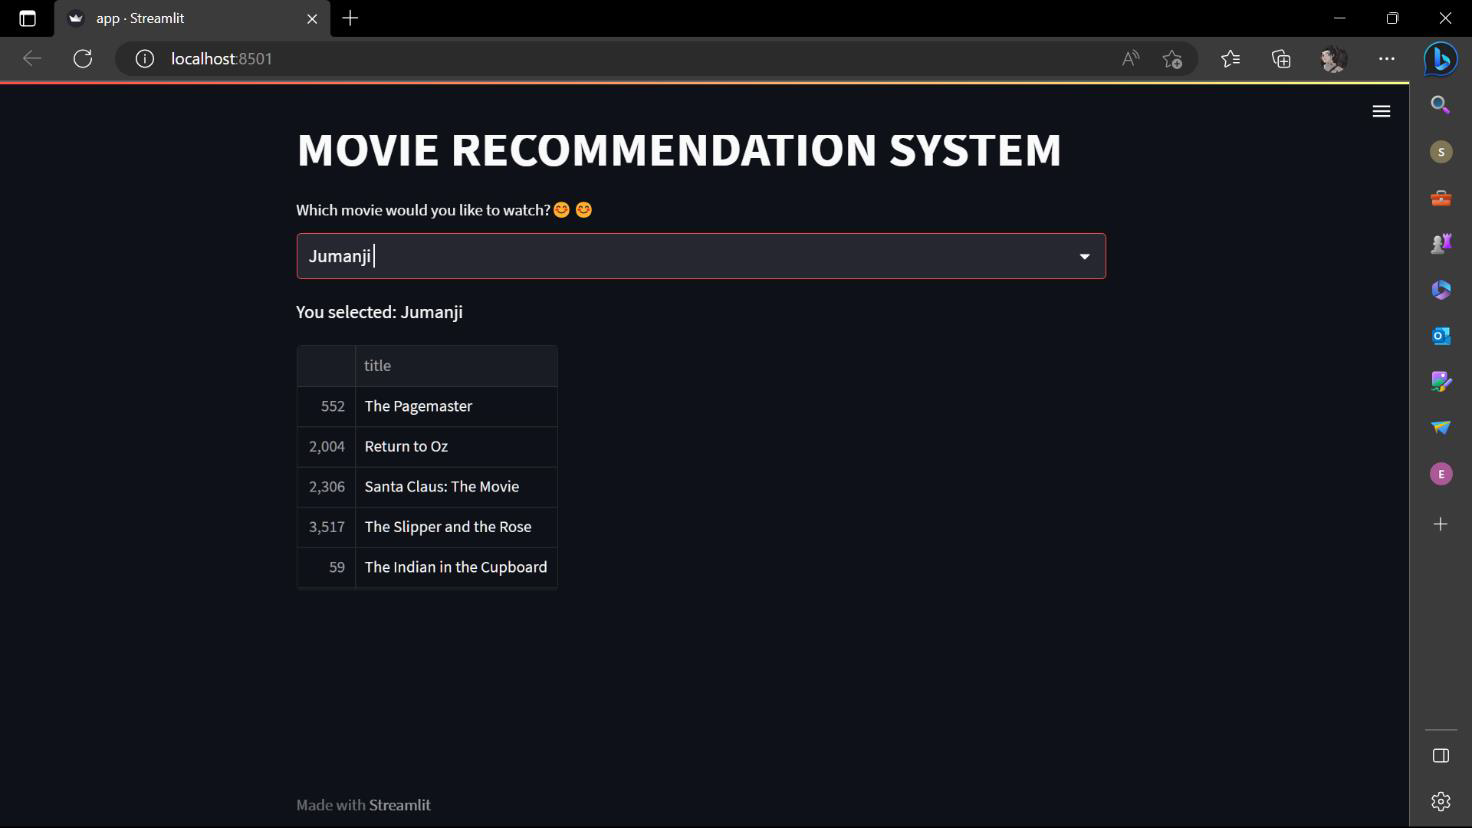 app · Streamlit
localhost:8501
MOVIE RECOMMENDATION SYSTEM
Which movie would you like to watch?😊 😊
Jumanji
You selected: Jumanji
title
552 The Pagemaster
2,004 Return to Oz
2,306 Santa Claus: The Movie
3,517 The Slipper and the Rose
59 The Indian in the Cupboard
Made with Streamlit
S
E